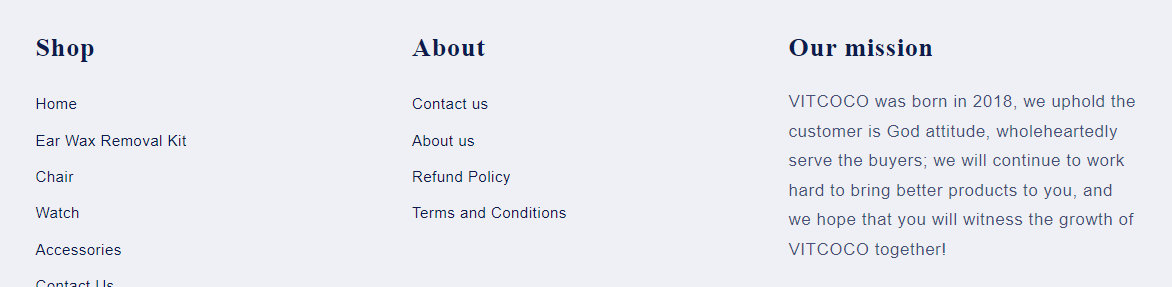 Shop
Home
Ear Wax Removal Kit
Chair
Watch
Accessories
Contact Us
About
Contact us
About us
Refund Policy
Terms and Conditions
Our mission
VITCOCO was born in 2018, we uphold the
customer is God attitude, wholeheartedly
serve the buyers; we will continue to work
hard to bring better products to you, and
we hope that you will witness the growth of
VITCOCO together!